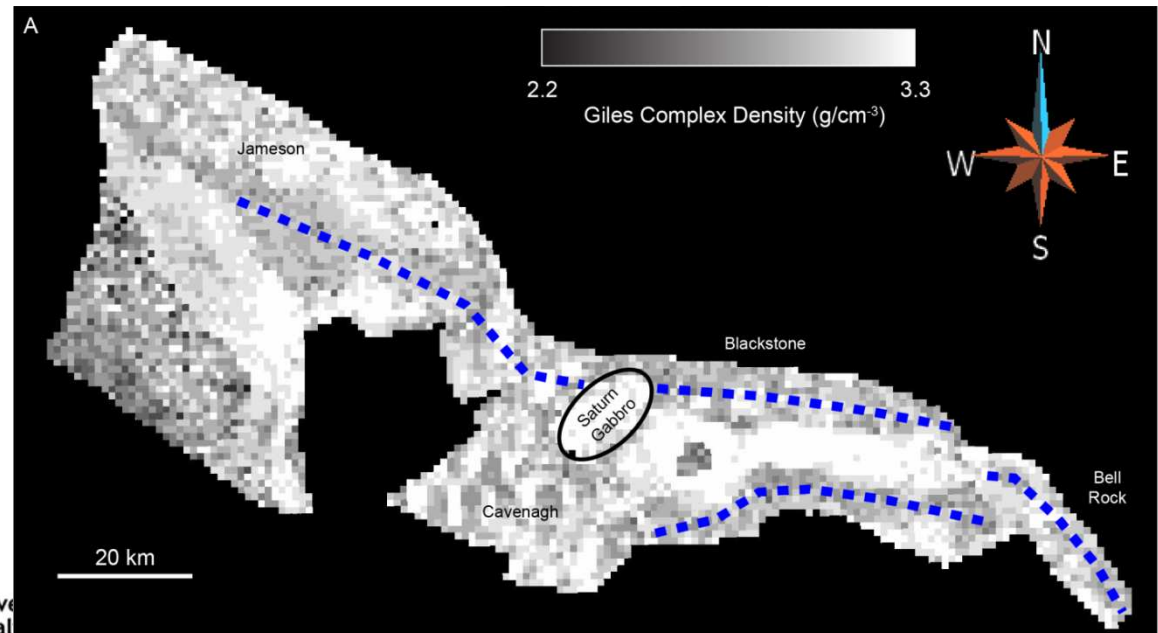 A
N
W
E
S
2.2
3.3
Giles Complex Density (g/cm-3)
Jameson
Blackstone
Saturn
Gabbro
Bell
Rock
Cavenagh
20 km